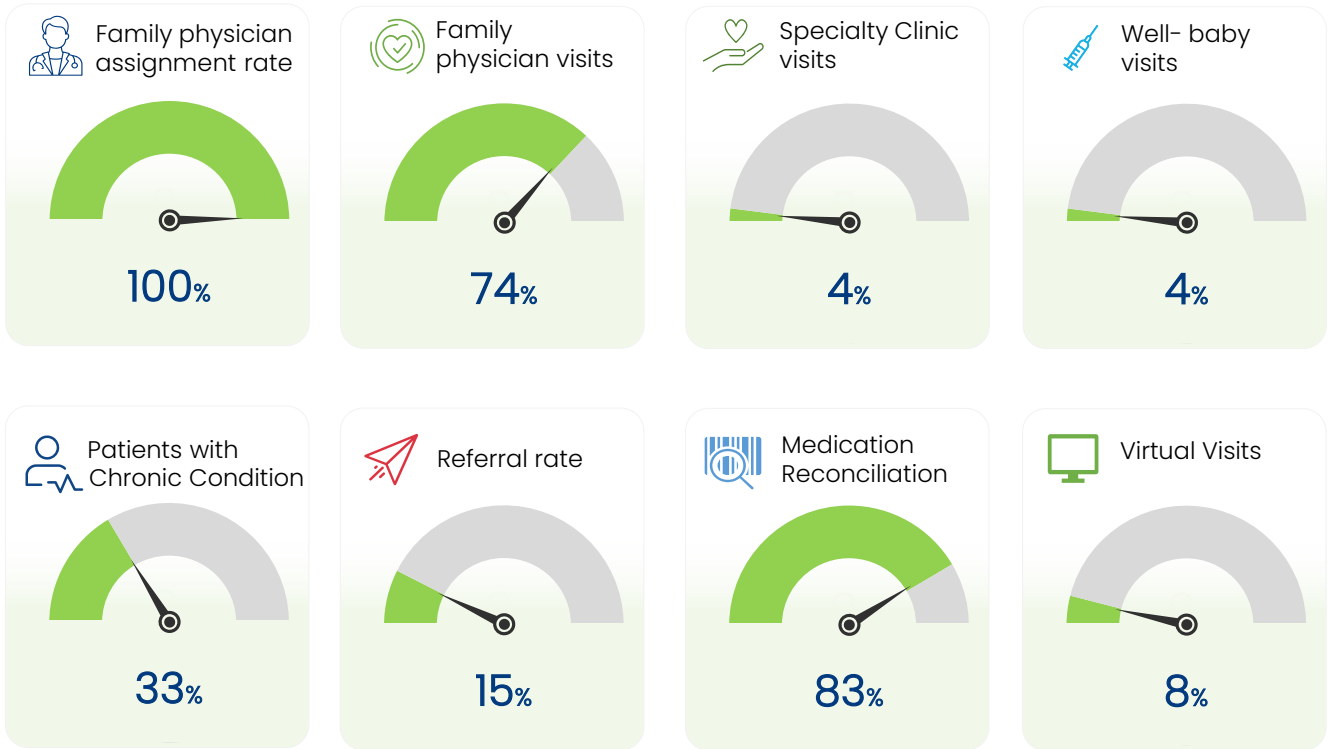 Family physician
assignment rate
100%
Family
physician visits
74%
Specialty Clinic
visits
4%
Well- baby
visits
4%
Patients with
Chronic Condition
33%
Referral rate
15%
Medication
Reconciliation
83%
Virtual Visits
8%